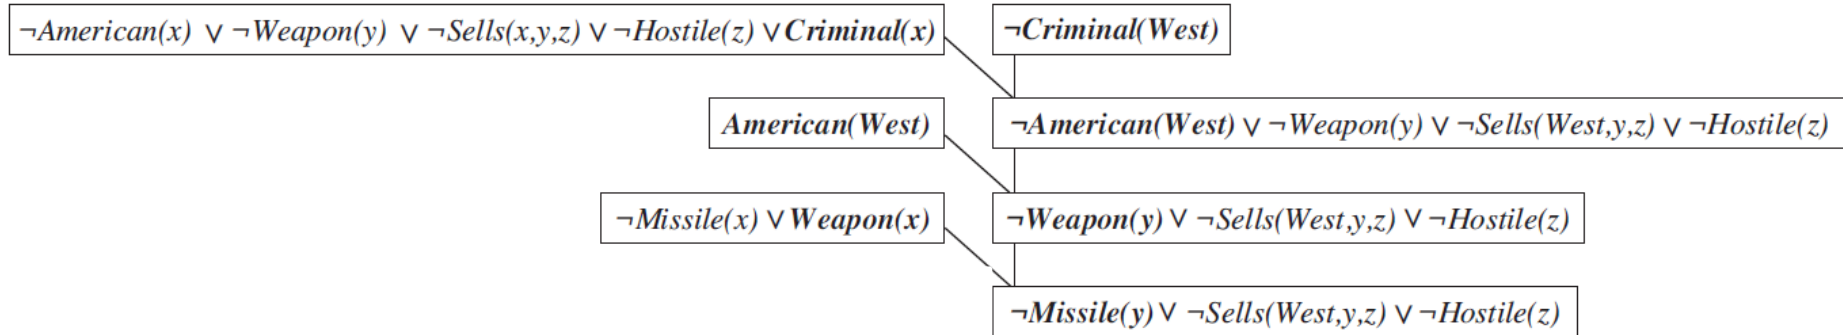 ¬American(x) ∨ ¬Weapon(y) ∨ ¬Sells(x,y,z) ∨ ¬Hostile(z) ∨ Criminal(x) ¬Criminal(West)
American(West) ¬American(West) ∨ ¬Weapon(y) ∨ ¬Sells(West,y,z) ∨ ¬Hostile(z)
¬Missile(x) ∨ Weapon(x) ¬Weapon(y) ∨ ¬Sells(West,y,z) ∨ ¬Hostile(z)
¬Missile(y) ∨ ¬Sells(West,y,z) ∨ ¬Hostile(z)